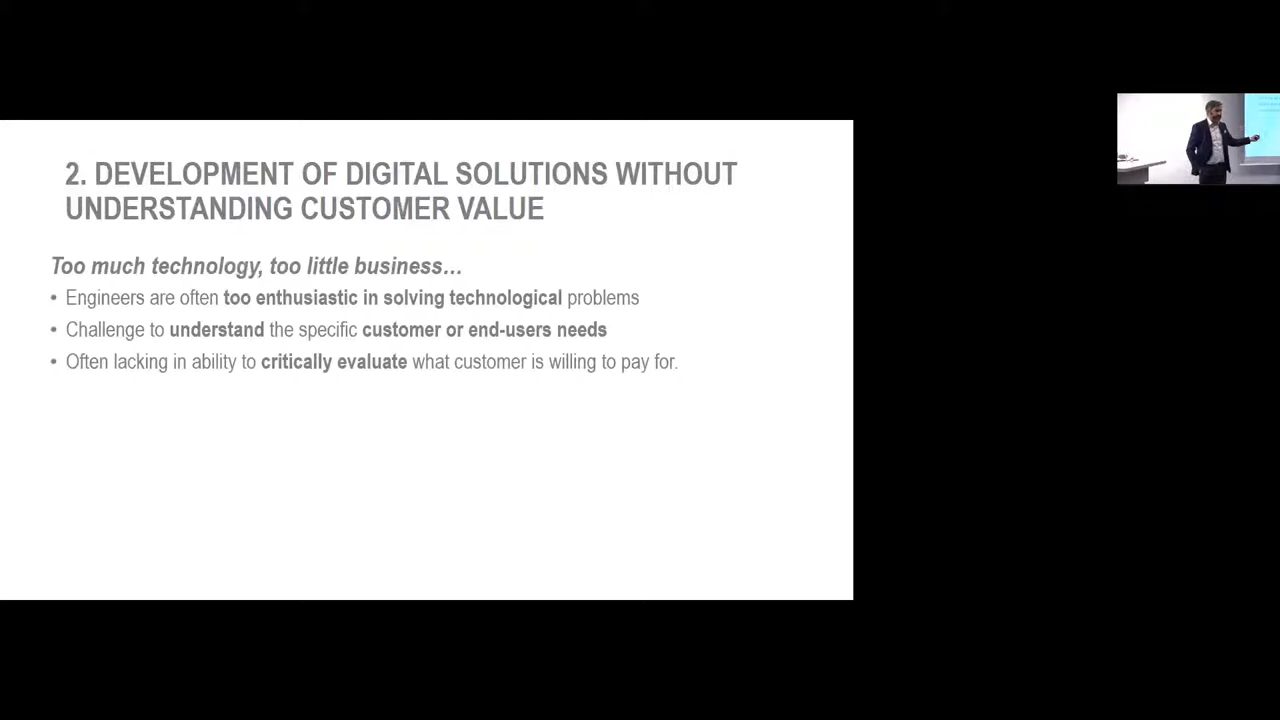 2. DEVELOPMENT OF DIGITAL SOLUTIONS WITHOUT
UNDERSTANDING CUSTOMER VALUE
Too much technology, too little business…
• Engineers are often too enthusiastic in solving technological problems
• Challenge to understand the specific customer or end-users needs
• Often lacking in ability to critically evaluate what customer is willing to pay for.